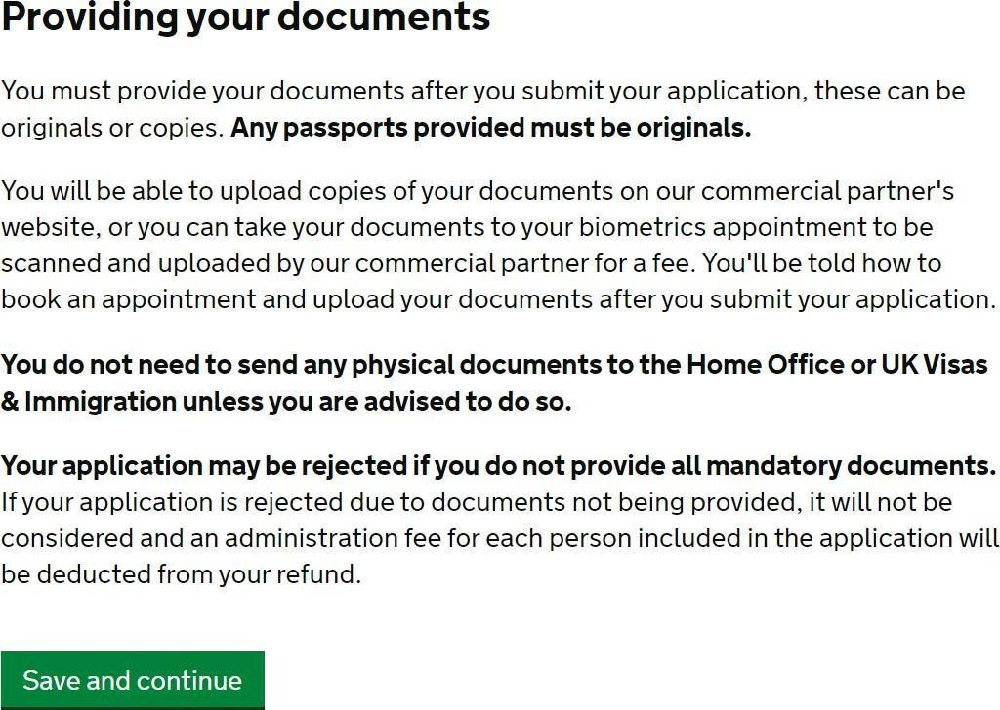 Providing your documents
You must provide your documents after you submit your application, these can be
originals or copies. Any passports provided must be originals.
You will be able to upload copies of your documents on our commercial partner's
website, or you can take your documents to your biometrics appointment to be
scanned and uploaded by our commercial partner for a fee. You'll be told how to
book an appointment and upload your documents after you submit your application.
You do not need to send any physical documents to the Home Office or UK Visas
& Immigration unless you are advised to do so.
Your application may be rejected if you do not provide all mandatory documents.
If your application is rejected due to documents not being provided, it will not be
considered and an administration fee for each person included in the application will
be deducted from your refund.
Save and continue